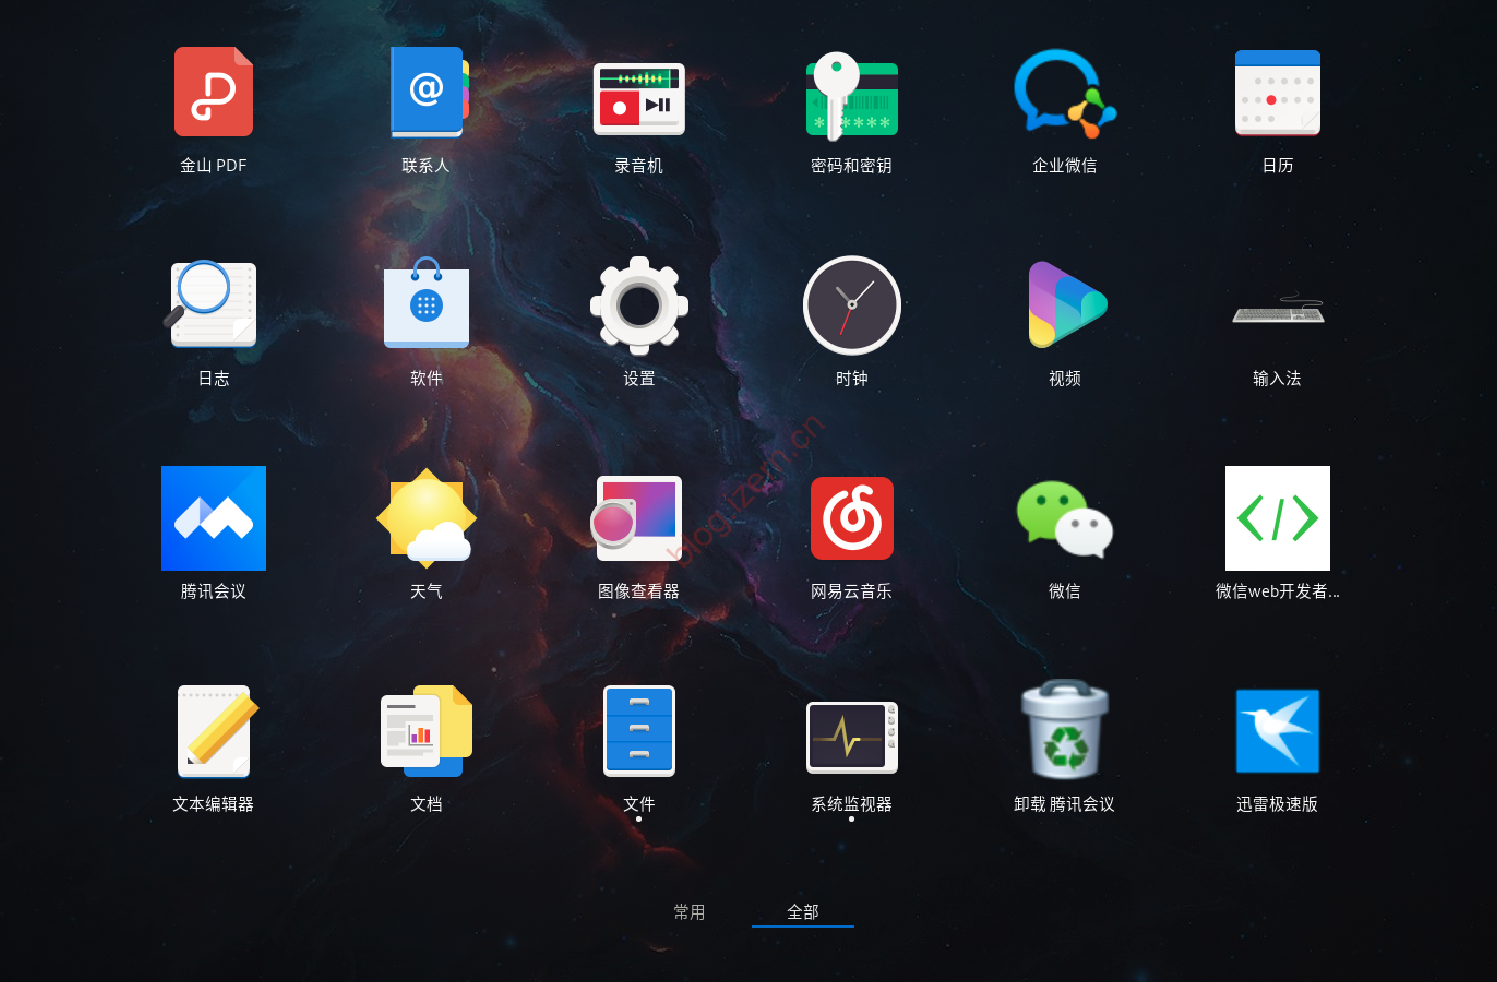 金山 PDF
联系人
录音机
密码和密钥
企业微信
日历
日志
软件
设置
时钟
视频
输入法
腾讯会议
天气
图像查看器
网易云音乐
微信
微信web开发者...
blog.izern.cn
文本编辑器
文档
文件
系统监视器
卸载 腾讯会议
迅雷极速版
常用
全部